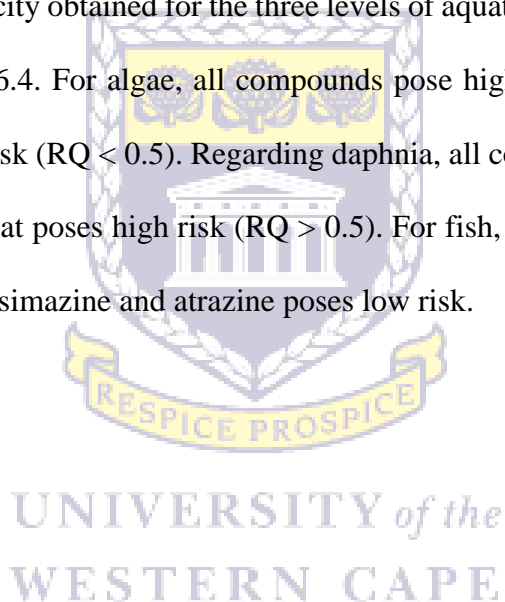 city obtained for the three levels of aquat
6.4. For algae, all compounds pose hig
sk (RQ < 0.5). Regarding daphnia, all c
at poses high risk (RQ > 0.5). For fish,
simazine and atrazine poses low risk.
RESPICE PROSPICE
UNIVERSITY of the
WESTERN CAPE